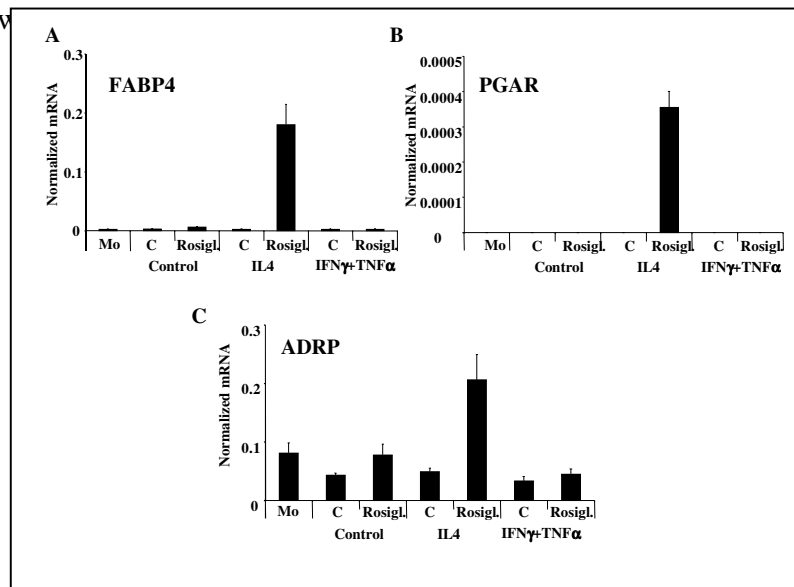 A
Normalized mRNA
0.3
0.2
0.1
0
FABP4
Mo C Rosigl. C Rosigl. C Rosigl.
Control IL4 IFNγ+TNFα
B
Normalized mRNA
0.0005
0.0004
0.0003
0.0002
0.0001
0
PGAR
Mo C Rosigl. C Rosigl. C Rosigl.
Control IL4 IFNγ+TNFα
C
Normalized mRNA
0.3
0.2
0.1
0
ADRP
Mo C Rosigl. C Rosigl. C Rosigl.
Control IL4 IFNγ+TNFα